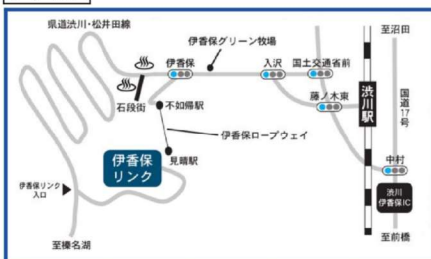 県道渋川・松井田線
至沼田
伊香保グリーン牧場
伊香保
入沢
国土交通省前
石段街
不如帰駅
藤ノ木東
渋川駅
国道17号
伊香保ロープウェイ
伊香保
リンク
見晴駅
中村
伊香保リンク
入口
渋川
伊香保IC
至榛名湖
至前橋